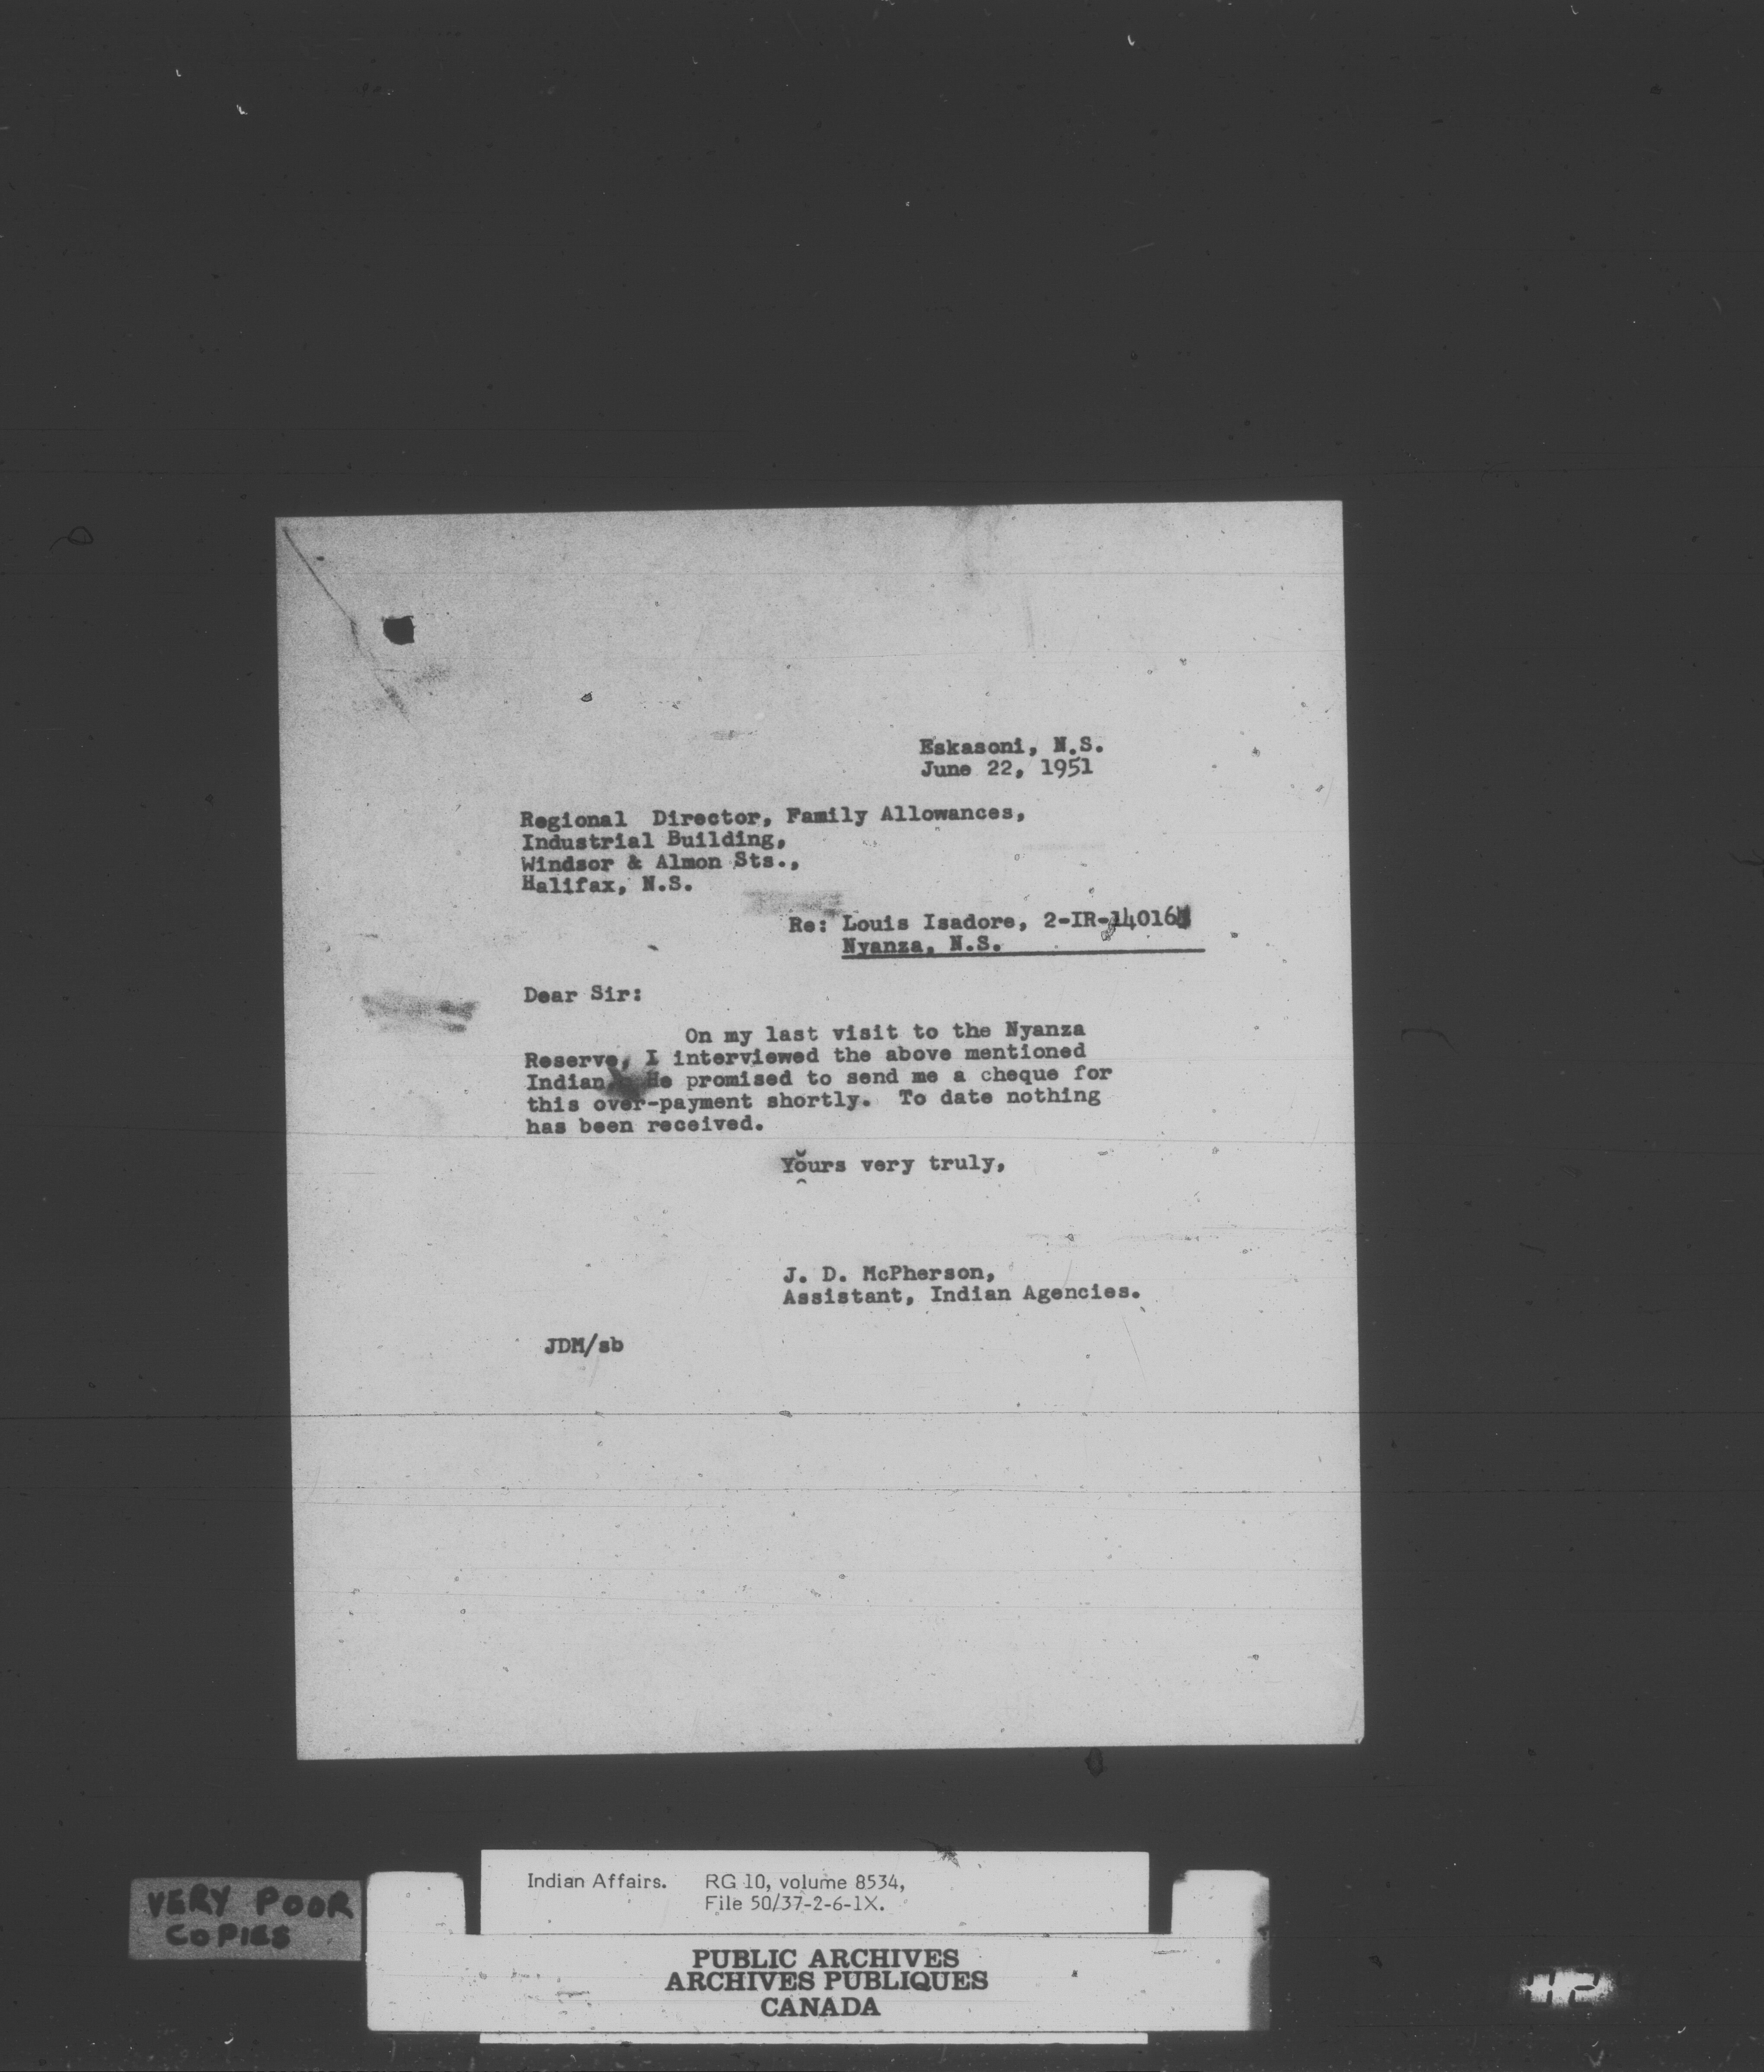 Eskasoni, N.S.
June 22, 1951
Regional Director, Family Allowances,
Industrial Building,
Windsor & Almon Sts.,
Halifax, N.S.
Re: Louis Isadore, 2-IR-
Nyanza, N.S.
Dear Sir:
On my last visit to the Nyanza
Reserve, I interviewed the above mentioned
Indian. He promised to send me a cheque for
this over-payment shortly. To date nothing
has been received.
Yours very truly,
J. D. McPherson,
Assistant, Indian Agencies.
JDM/sb
Indian Affairs. RG 10, volume 8534,
File 50/37-2-6-1X.
VERY POOR
COPIES
PUBLIC ARCHIVES
ARCHIVES PUBLIQUES
CANADA